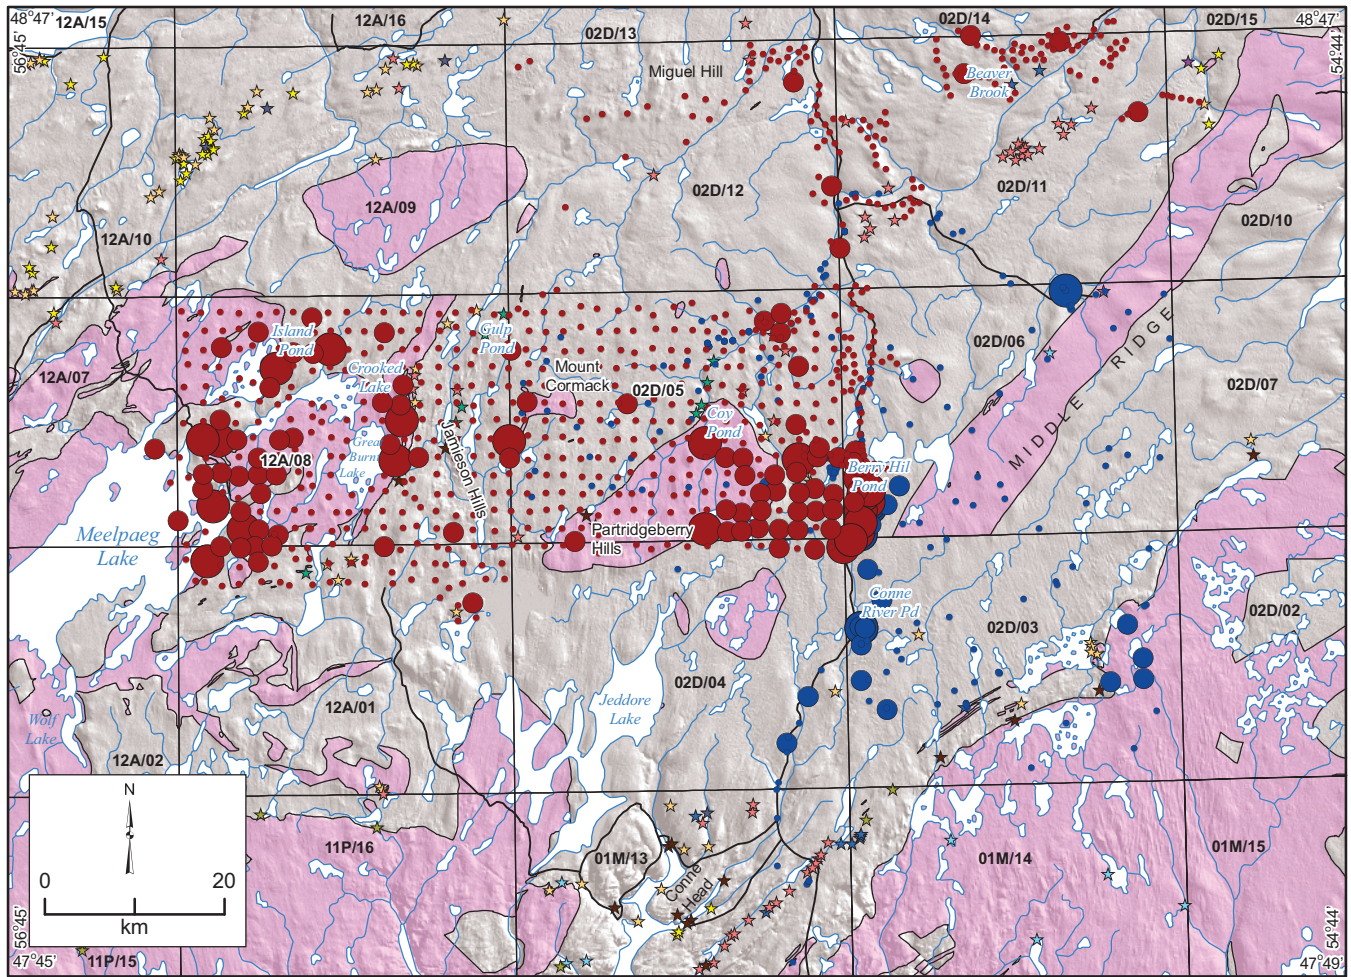 48°47'
12A/15
12A/16
02D/13
02D/14
02D/15
48°47'
56°45'
54°44'
Miguel Hill
Beaver
Brook
12A/09
02D/12
02D/11
02D/10
12A/10
Island
Pond
Gulp
Pond
02D/06
MIDDLE RIDGE
12A/07
Crooked
Lake
Mount
Cormack
02D/05
02D/07
Coy
Pond
Great
Burnt
Lake
Jamieson Hills
12A/08
Berry Hil
Pond
Meelpaeg
Lake
Partridgeberry
Hills
Conne
River Pd
02D/03
02D/02
02D/04
Jeddore
Lake
12A/01
Wolf
Lake
12A/02
N
0
20
km
11P/16
01M/13
Conne
Head
01M/14
01M/15
56°45'
54°44'
47°45'
11P/15
47°49'